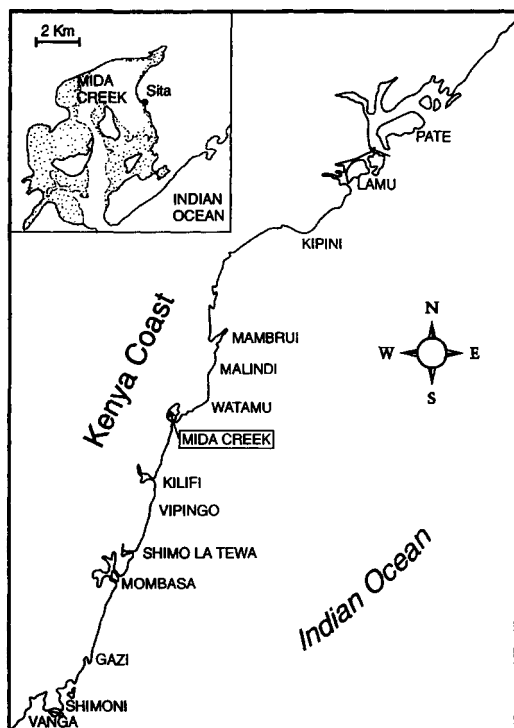 2 Km
MIDA
CREEK
Sita
INDIAN
OCEAN
PATE
LAMU
KIPINI
Kenya Coast
MAMBRUI
MALINDI
WATAMU
MIDA CREEK
N
W
E
S
KILIFI
VIPINGO
SHIMO LA TEWA
MOMBASA
Indian Ocean
GAZI
SHIMONI
VANGA